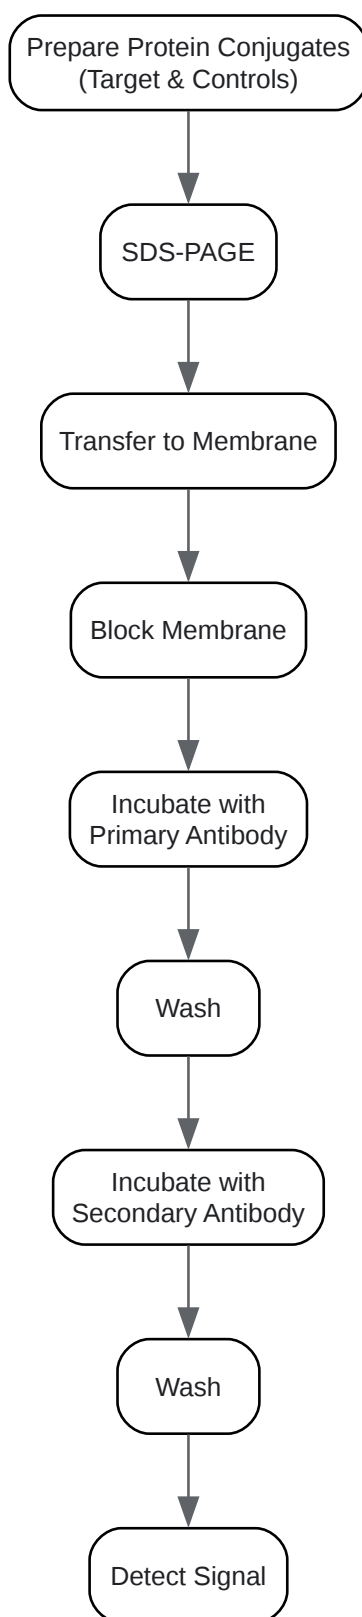 Prepare Protein Conjugates
(Target & Controls)
SDS-PAGE
Transfer to Membrane
Block Membrane
Incubate with
Primary Antibody
Wash
Incubate with
Secondary Antibody
Wash
Detect Signal